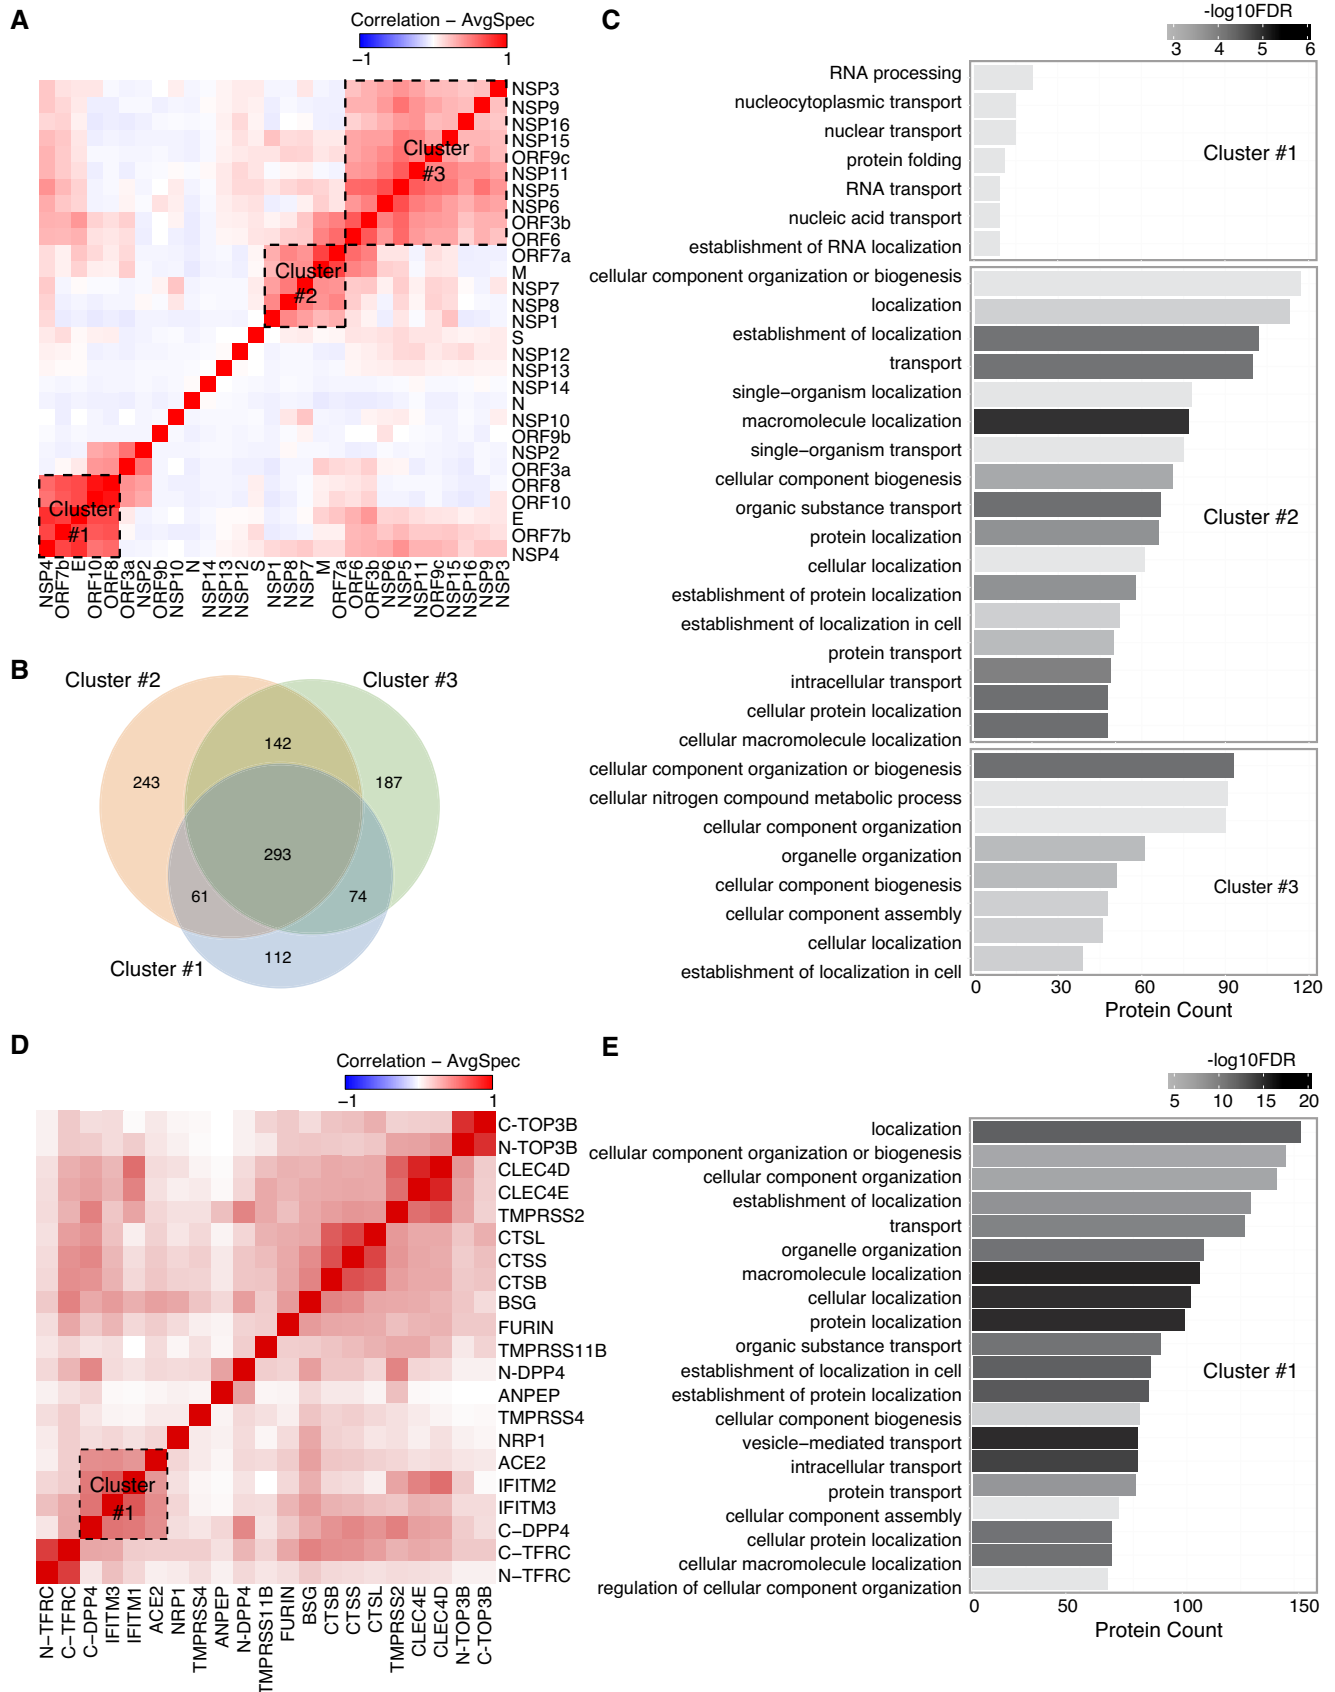 A
Correlation − AvgSpec
−1
1
NSP3
NSP9
NSP16
NSP15
ORF9c
NSP11
NSP5
NSP6
ORF3b
ORF6
ORF7a
M
NSP7
NSP8
NSP1
S
NSP12
NSP13
NSP14
N
NSP10
ORF9b
NSP2
ORF3a
ORF8
ORF10
E
ORF7b
NSP4
Cluster
#3
Cluster
#2
Cluster
#1
NSP4
ORF7b
E
ORF10
ORF8
ORF3a
NSP2
ORF9b
NSP10
N
NSP14
NSP13
NSP12
S
NSP1
NSP8
NSP7
M
ORF7a
ORF6
ORF3b
NSP6
NSP5
NSP11
ORF9c
NSP15
NSP16
NSP9
NSP3
B
Cluster #2
Cluster #3
142
243
187
293
61
74
112
Cluster #1
C
-log10FDR
3 4 5 6
RNA processing
nucleocytoplasmic transport
nuclear transport
protein folding
RNA transport
nucleic acid transport
establishment of RNA localization
Cluster #1
cellular component organization or biogenesis
localization
establishment of localization
transport
single−organism localization
macromolecule localization
single−organism transport
cellular component biogenesis
organic substance transport
protein localization
cellular localization
establishment of protein localization
establishment of localization in cell
protein transport
intracellular transport
cellular protein localization
cellular macromolecule localization
Cluster #2
cellular component organization or biogenesis
cellular nitrogen compound metabolic process
cellular component organization
organelle organization
cellular component biogenesis
cellular component assembly
cellular localization
establishment of localization in cell
Cluster #3
0 30 60 90 120
Protein Count
D
Correlation − AvgSpec
−1
1
C-TOP3B
N-TOP3B
CLEC4D
CLEC4E
TMPRSS2
CTSL
CTSS
CTSB
BSG
FURIN
TMPRSS11B
N-DPP4
ANPEP
TMPRSS4
NRP1
ACE2
IFITM2
IFITM3
C−DPP4
C−TFRC
N−TFRC
Cluster
#1
N−TFRC
C−TFRC
C-DPP4
IFITM3
IFITM1
ACE2
NRP1
TMPRSS4
ANPEP
N-DPP4
TMPRSS11B
FURIN
BSG
CTSB
CTSS
CTSL
TMPRSS2
CLEC4E
CLEC4D
N-TOP3B
C-TOP3B
E
-log10FDR
5 10 15 20
localization
cellular component organization or biogenesis
cellular component organization
establishment of localization
transport
organelle organization
macromolecule localization
cellular localization
protein localization
organic substance transport
establishment of localization in cell
establishment of protein localization
cellular component biogenesis
vesicle−mediated transport
intracellular transport
protein transport
cellular component assembly
cellular protein localization
cellular macromolecule localization
regulation of cellular component organization
Cluster #1
0 50 100 150
Protein Count